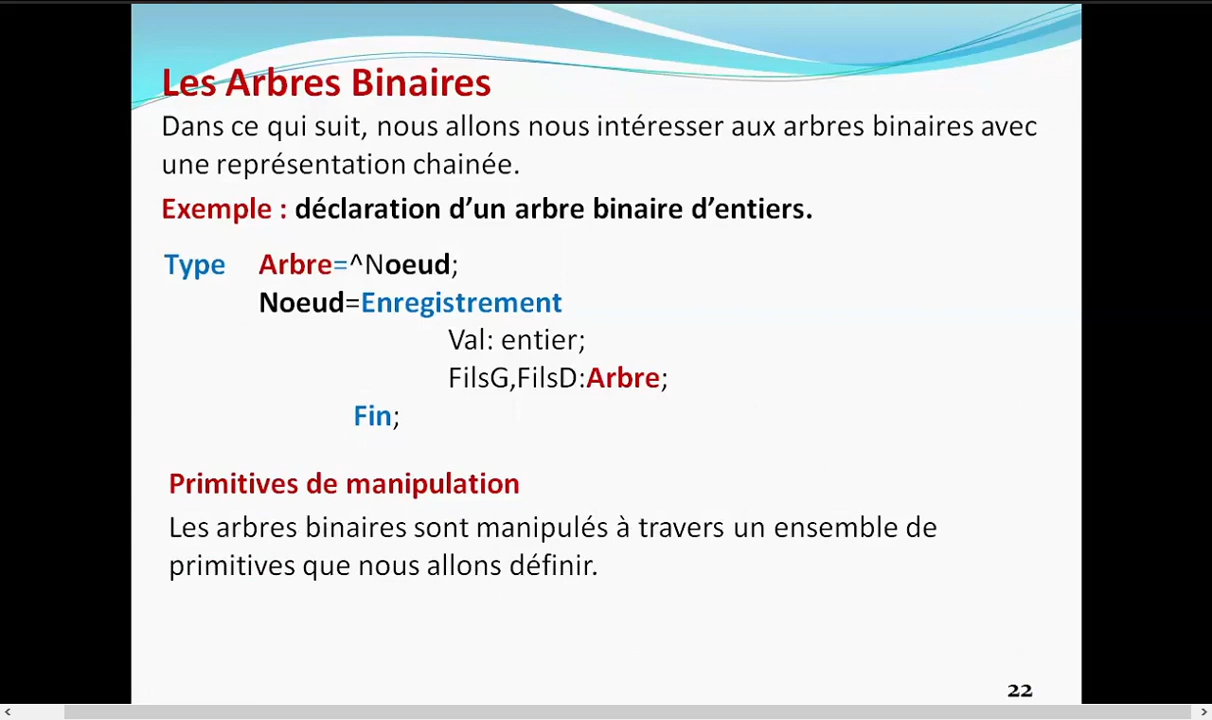 Les Arbres Binaires
Dans ce qui suit, nous allons nous intéresser aux arbres binaires avec
une représentation chainée.
Exemple : déclaration d’un arbre binaire d’entiers.
Type Arbre=^Noeud;
Noeud=Enregistrement
Val: entier;
FilsG,FilsD:Arbre;
Fin;
Primitives de manipulation
Les arbres binaires sont manipulés à travers un ensemble de
primitives que nous allons définir.
22